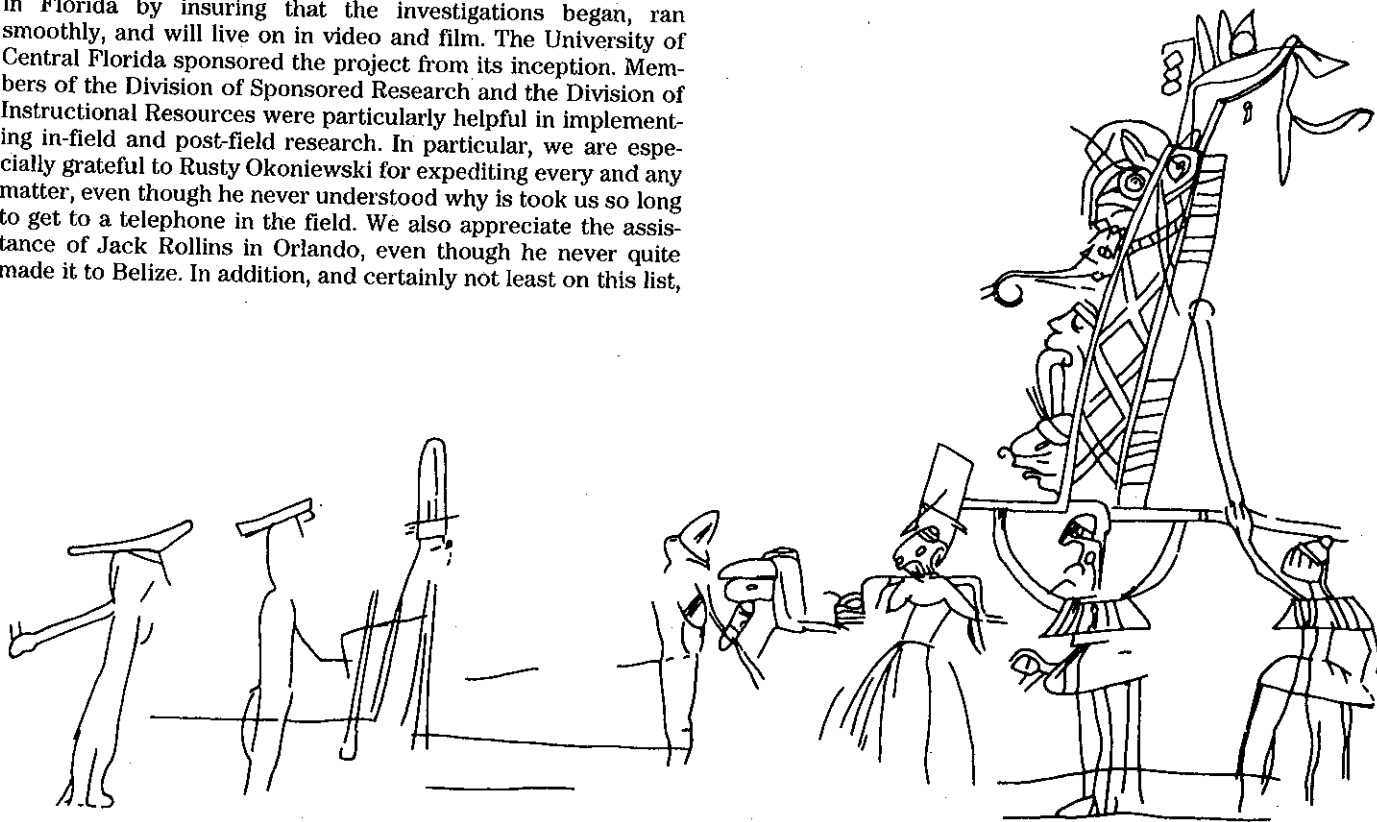 in Florida by insuring that the investigations began, ran
smoothly, and will live on in video and film. The University of
Central Florida sponsored the project from its inception. Mem-
bers of the Division of Sponsored Research and the Division of
Instructional Resources were particularly helpful in implement-
ing in-field and post-field research. In particular, we are espe-
cially grateful to Rusty Okoniewski for expediting every and any
matter, even though he never understood why is took us so long
to get to a telephone in the field. We also appreciate the assis-
tance of Jack Rollins in Orlando, even though he never quite
made it to Belize. In addition, and certainly not least on this list,